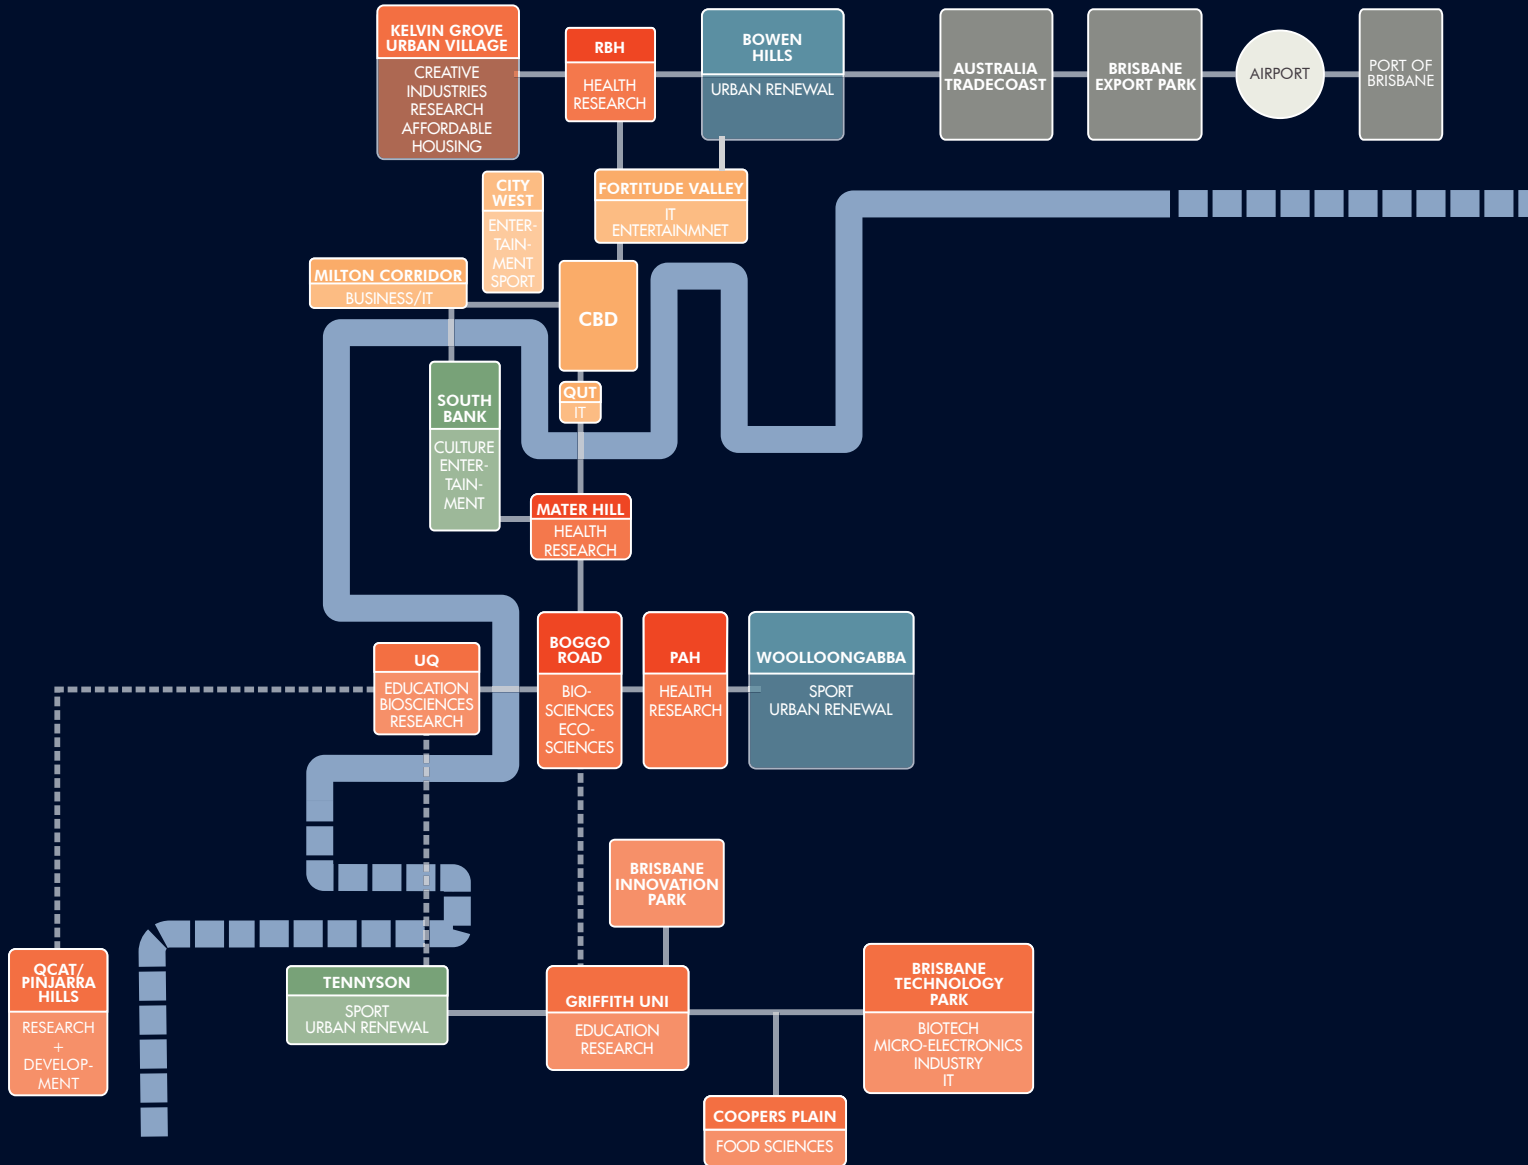 KELVIN GROVE
URBAN VILLAGE
CREATIVE
INDUSTRIES
RESEARCH
AFFORDABLE
HOUSING
RBH
HEALTH
RESEARCH
BOWEN
HILLS
URBAN RENEWAL
AUSTRALIA
TRADECOAST
BRISBANE
EXPORT PARK
AIRPORT
PORT OF
BRISBANE
CITY
WEST
ENTER-
TAIN-
MENT
SPORT
FORTITUDE VALLEY
IT
ENTERTAINMNET
MILTON CORRIDOR
BUSINESS/IT
CBD
QUT
IT
SOUTH
BANK
CULTURE
ENTER-
TAIN-
MENT
MATER HILL
HEALTH
RESEARCH
UQ
EDUCATION
BIOSCIENCES
RESEARCH
BOGGO
ROAD
BIO-
SCIENCES
ECO-
SCIENCES
PAH
HEALTH
RESEARCH
WOOLLOONGABBA
SPORT
URBAN RENEWAL
BRISBANE
INNOVATION
PARK
QCAT/
PINJARRA
HILLS
RESEARCH
+
DEVELOP-
MENT
TENNYSON
SPORT
URBAN RENEWAL
GRIFFITH UNI
EDUCATION
RESEARCH
BRISBANE
TECHNOLOGY
PARK
BIOTECH
MICRO-ELECTRONICS
INDUSTRY
IT
COOPERS PLAIN
FOOD SCIENCES